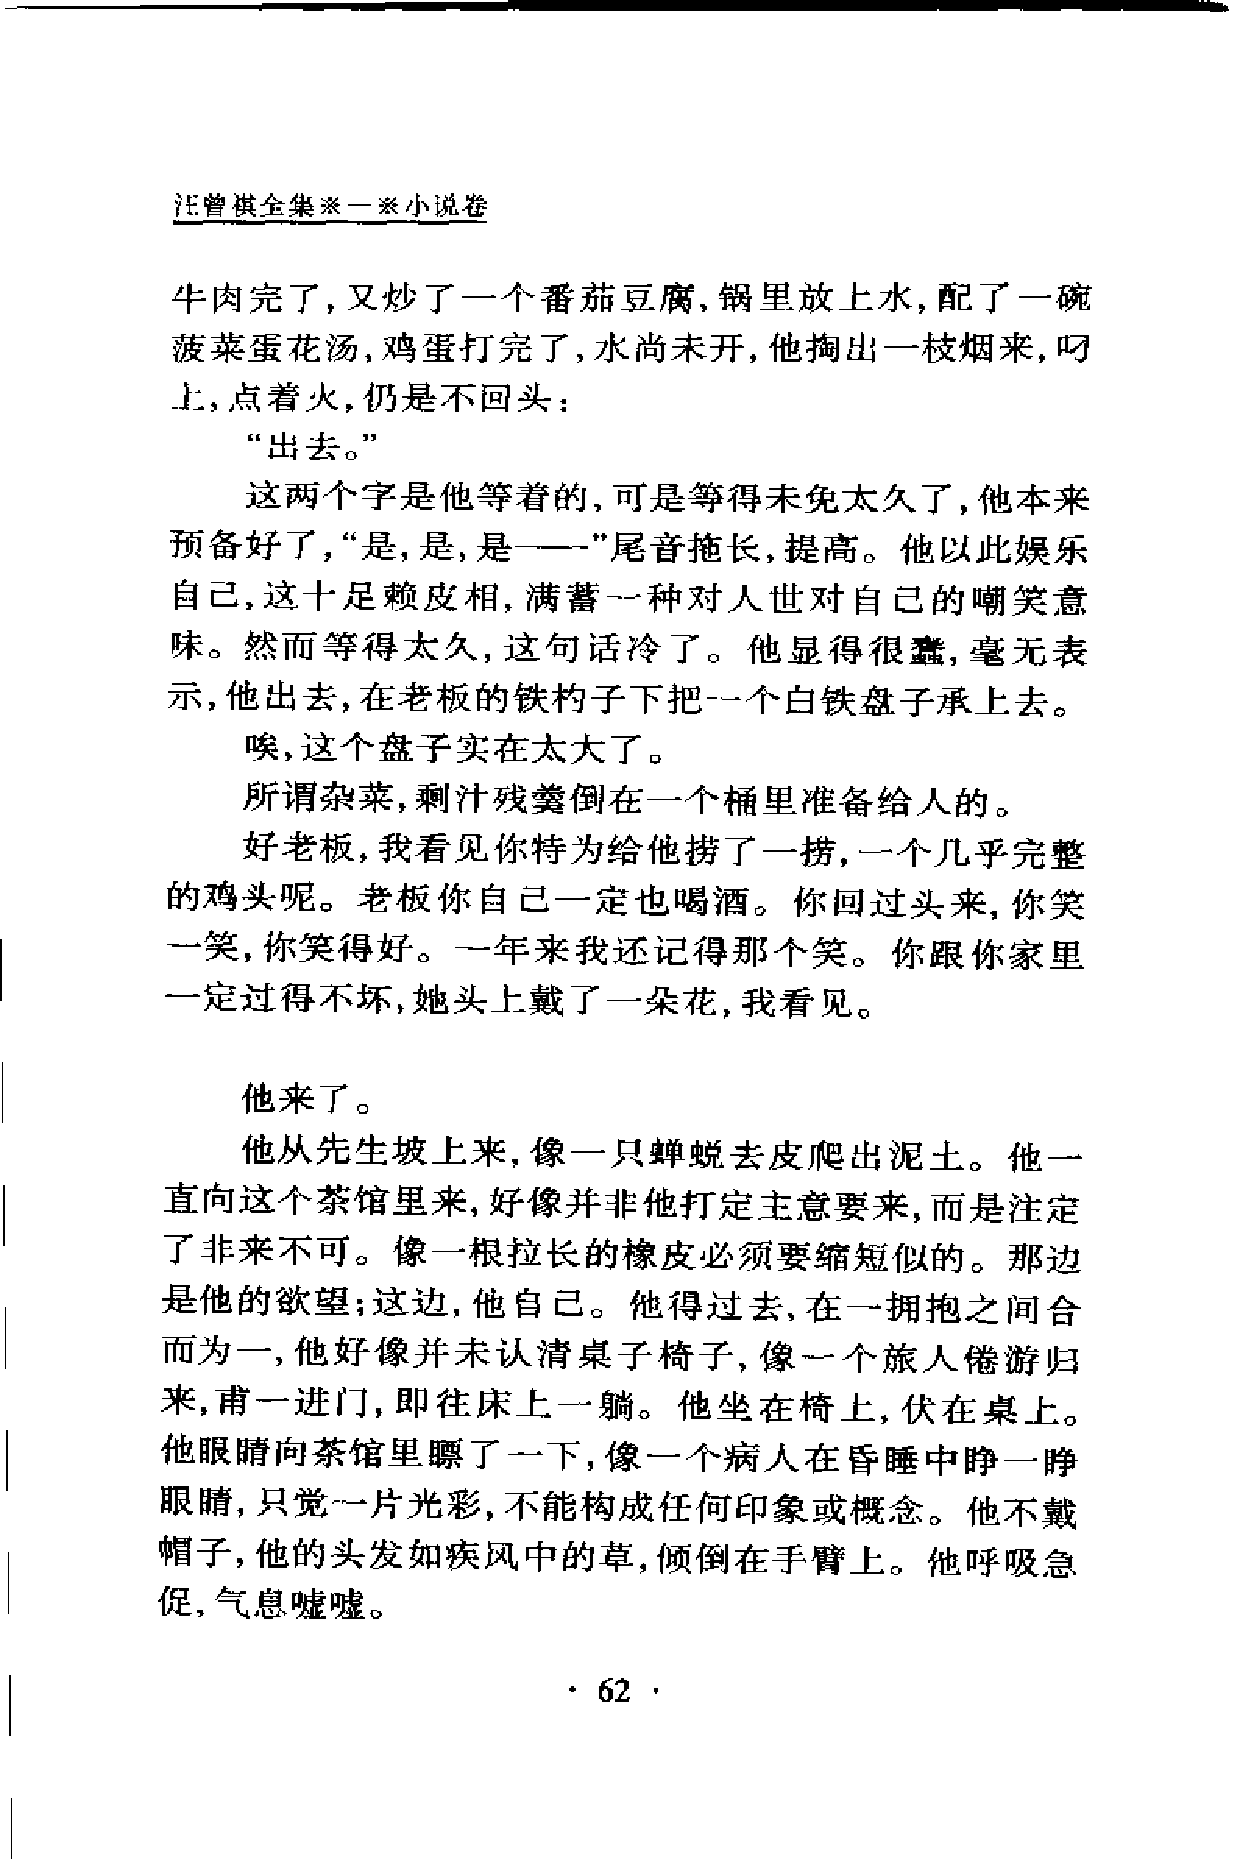 汪曾祺全集※一※小说卷
牛肉完了,又炒了一个番茄豆腐,锅里放上水,配了一碗
菠菜蛋花汤,鸡蛋打完了,水尚未开,他掏出一枝烟来,叼
上,点着火,仍是不回头:
“出去。”
这两个字是他等着的,可是等得未免太久了,他本来
预备好了,“是,是,是——”尾音拖长,提高。他以此娱乐
自己,这十足赖皮相,满蓄一种对人世对自己的嘲笑意
味。然而等得太久,这句话冷了。他显得很蠢,毫无表
示,他出去,在老板的铁杓子下把一个白铁盘子承上去。
唉,这个盘子实在太大了。
所谓杂菜,剩汁残羹倒在一个桶里准备给人的。
好老板,我看见你特为给他捞了一捞,一个几乎完整
的鸡头呢。老板你自己一定也喝酒。你回过头来,你笑
一笑,你笑得好。一年来我还记得那个笑。你跟你家里
一定过得不坏,她头上戴了一朵花,我看见。
他来了。
他从先生坡上来,像一只蝉蜕去皮爬出泥土。他一
直向这个茶馆里来,好像并非他打定主意要来,而是注定
了非来不可。像一根拉长的橡皮必须要缩短似的。那边
是他的欲望;这边,他自己。他得过去,在一拥抱之间合
而为一,他好像并未认清桌子椅子,像一个旅人倦游归
来,甫一进门,即往床上一躺。他坐在椅上,伏在桌上。
他眼睛向茶馆里瞟了一下,像一个病人在昏睡中睁一睁
眼睛,只觉一片光彩,不能构成任何印象或概念。他不戴
帽子,他的头发如疾风中的草,倾倒在手臂上。他呼吸急
促,气息嘘嘘。
· 62 ·